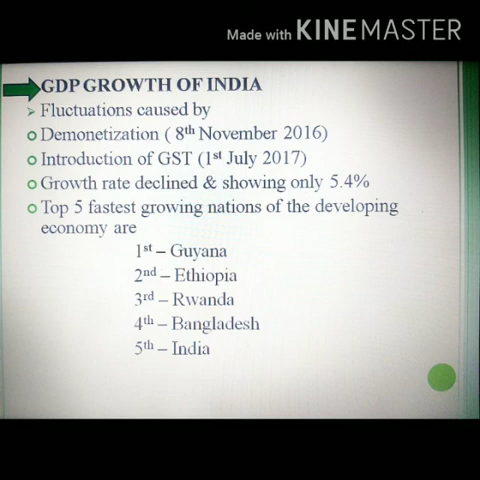 Made with KINEMASTER
GDP GROWTH OF INDIA
Fluctuations caused by
Demonetization ( 8th November 2016)
Introduction of GST (1st July 2017)
Growth rate declined & showing only 5.4%
Top 5 fastest growing nations of the developing
economy are
1st – Guyana
2nd – Ethiopia
3rd – Rwanda
4th – Bangladesh
5th – India